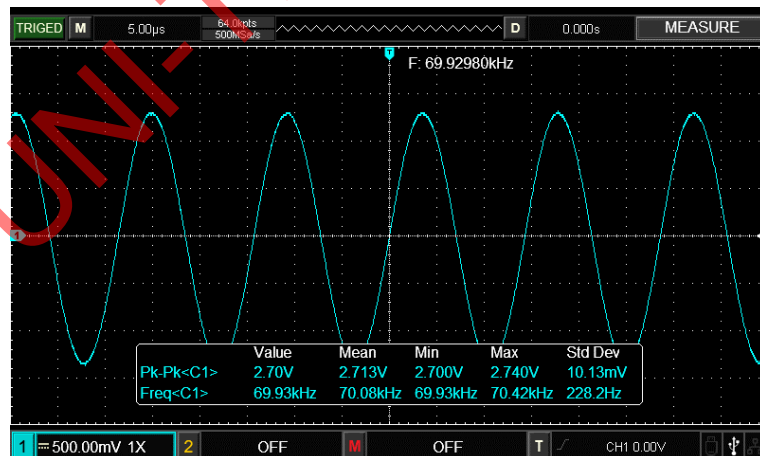 TRIGED M 5.00µs 64.0kpts 500MSa/s D 0.000s MEASURE
T
F: 69.92980kHz
UNI-T
1
Value Mean Min Max Std Dev
Pk-Pk<C1> 2.70V 2.713V 2.700V 2.740V 10.13mV
Freq<C1> 69.93kHz 70.08kHz 69.93kHz 70.42kHz 228.2Hz
1 500.00mV 1X 2 OFF M OFF T CH1 0.00V